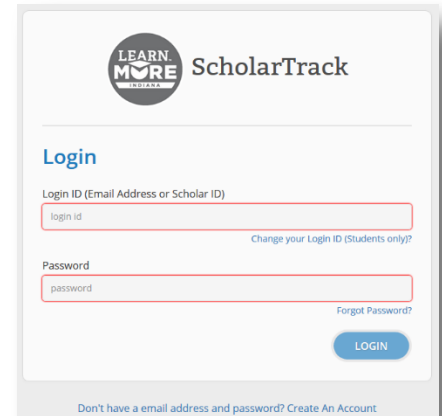 LEARN.
MORE
INDIANA
ScholarTrack
Login
Login ID (Email Address or Scholar ID)
login id
Change your Login ID (Students only)?
Password
password
Forgot Password?
LOGIN
Don't have a email address and password? Create An Account